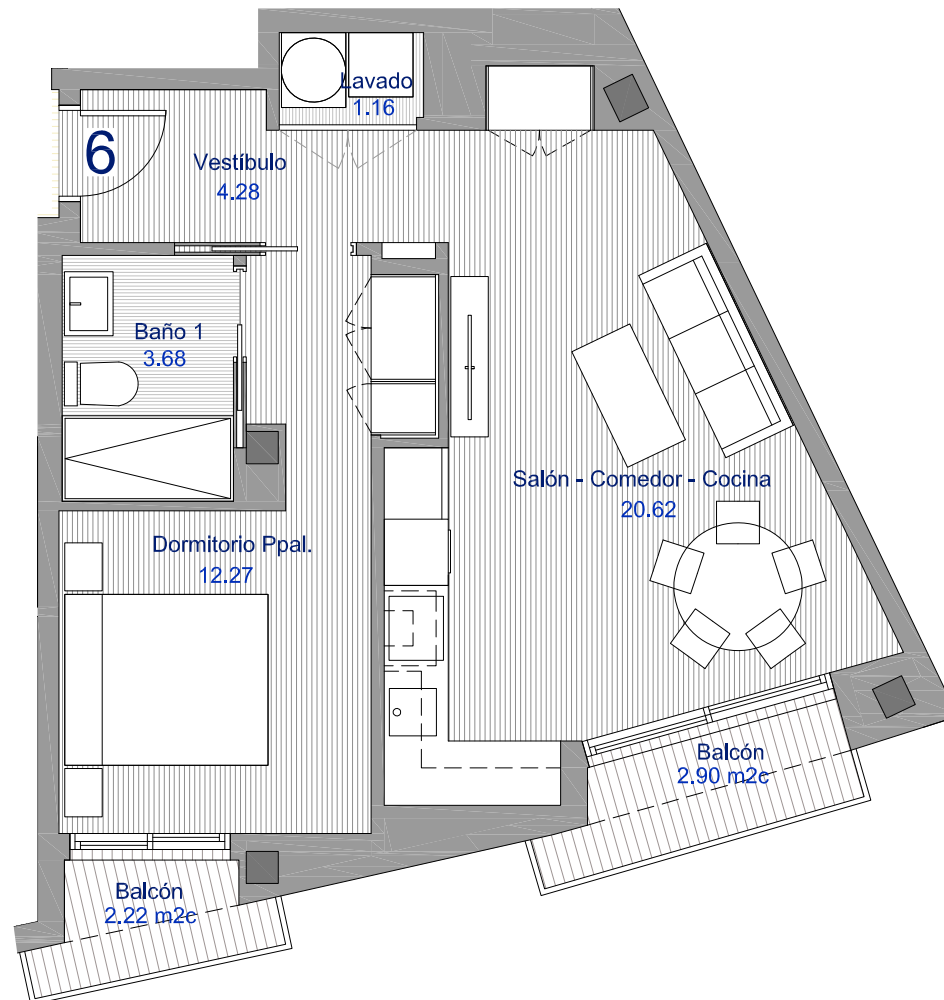 Lavado
1.16
6
Vestíbulo
4.28
Baño 1
3.68
Salón - Comedor - Cocina
20.62
Dormitorio Ppal.
12.27
Balcón
2.90 m2c
Balcón
2.22 m2c